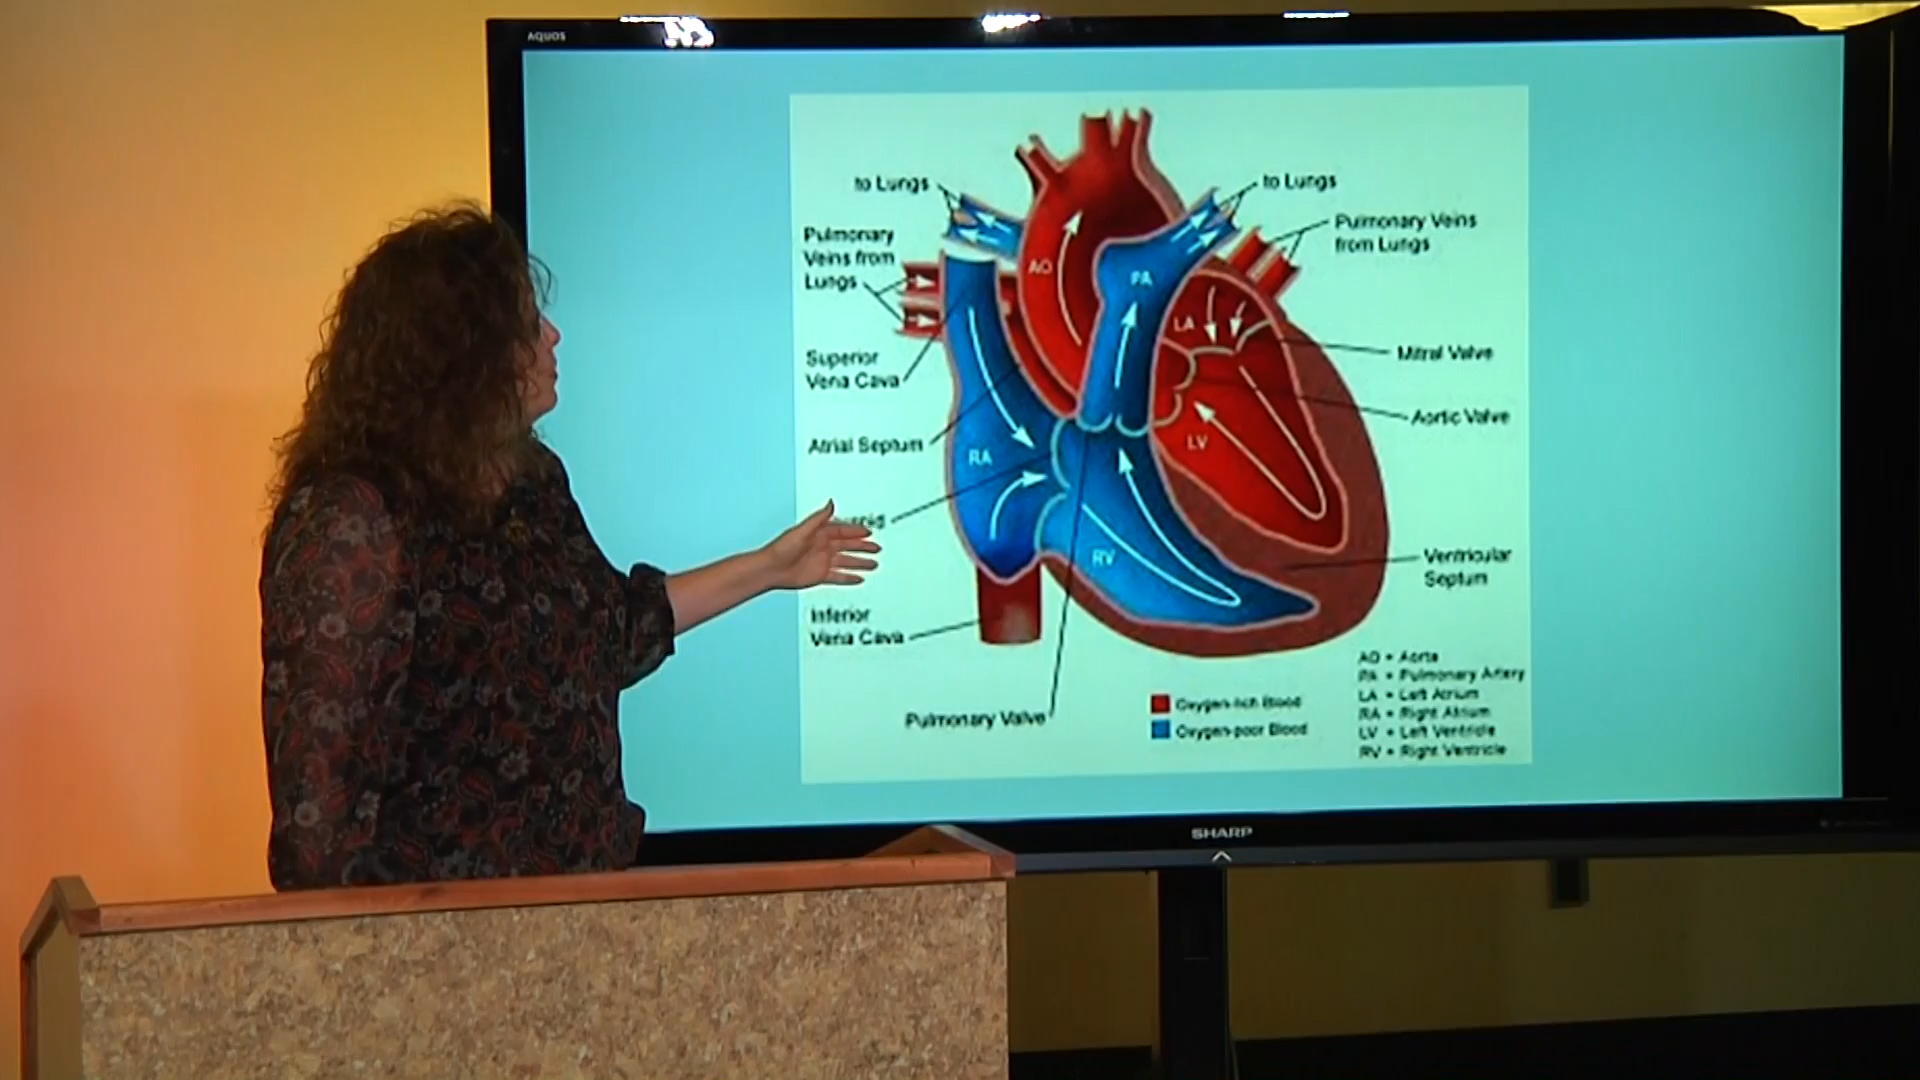 AQUOS
to Lungs
to Lungs
Pulmonary
Veins from
Lungs
Pulmonary Veins
from Lungs
AO
PA
LA
Superior
Vena Cava
Mitral Valve
Aortic Valve
Atrial Septum
RA
LV
RV
Ventricular
Septum
Inferior
Vena Cava
Pulmonary Valve
Oxygen-rich Blood
Oxygen-poor Blood
AO = Aorta
PA = Pulmonary Artery
LA = Left Atrium
RA = Right Atrium
LV = Left Ventricle
RV = Right Ventricle
SHARP